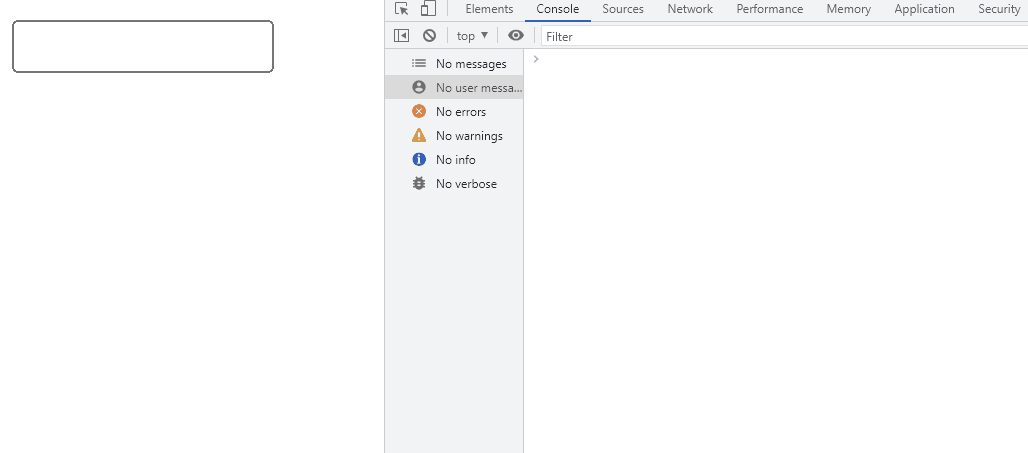 Elements Console Sources Network Performance Memory Application Security
top ▼ Filter
No messages
No user messa...
No errors
No warnings
No info
No verbose